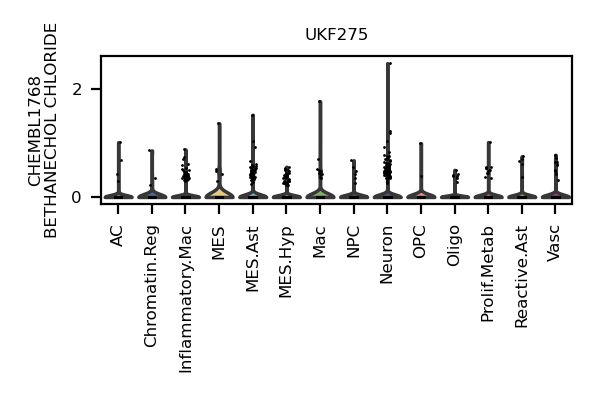 UKF275
CHEMBL1768
BETHANECHOL CHLORIDE
2
0
AC
Chromatin.Reg
Inflammatory.Mac
MES
MES.Ast
MES.Hyp
Mac
NPC
Neuron
OPC
Oligo
Prolif.Metab
Reactive.Ast
Vasc